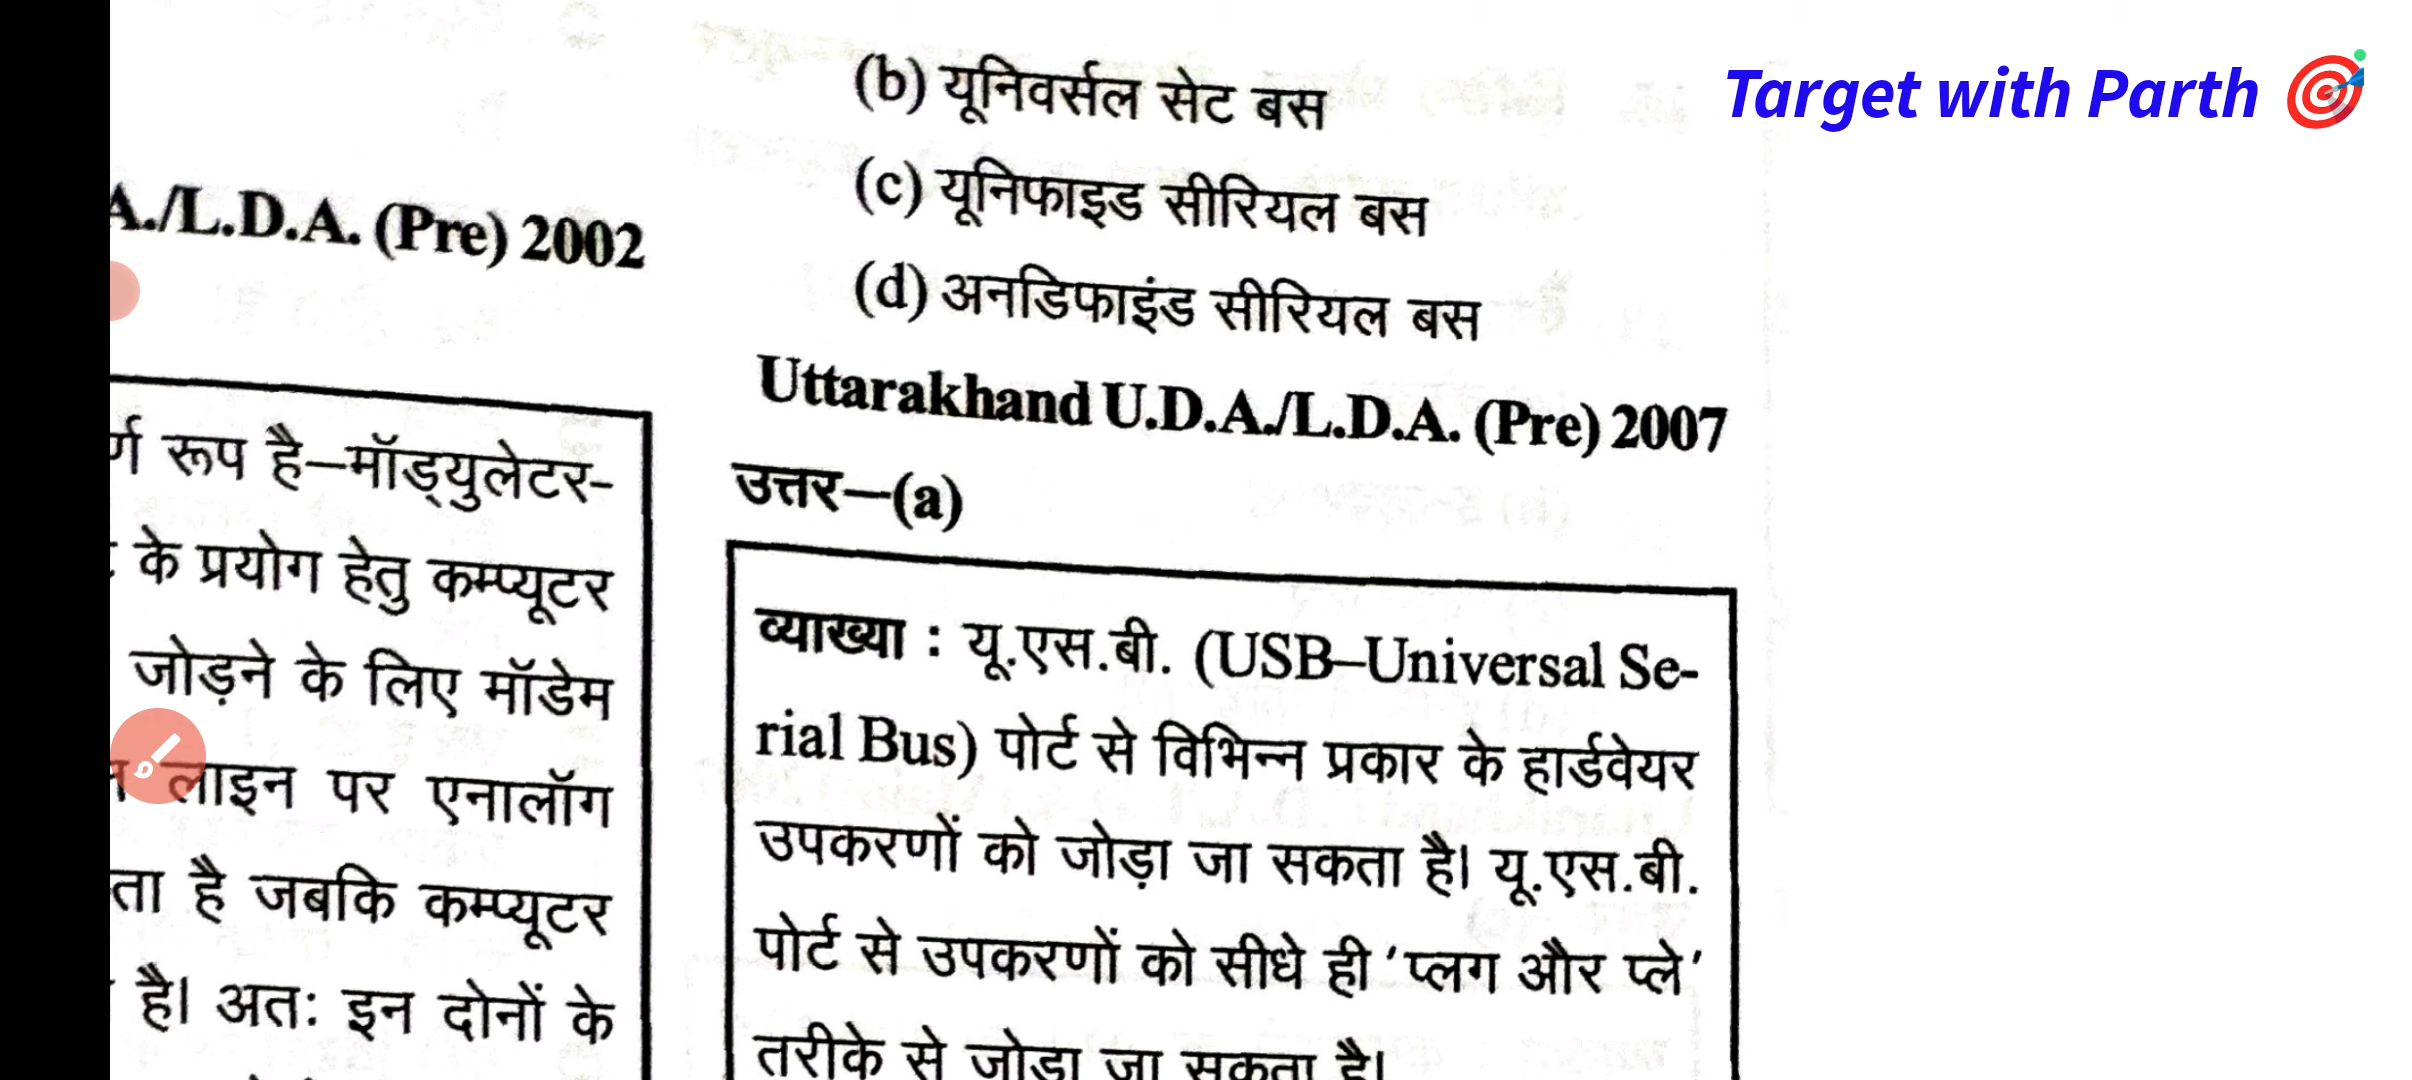 Target with Parth
A./L.D.A. (Pre) 2002
र्ण रूप है–मॉड्युलेटर-
के प्रयोग हेतु कम्प्यूटर
जोड़ने के लिए मॉडेम
लाइन पर एनालॉग
ता है जबकि कम्प्यूटर
है। अतः इन दोनों के
(b) यूनिवर्सल सेट बस
(c) यूनिफाइड सीरियल बस
(d) अनडिफाइंड सीरियल बस
Uttarakhand U.D.A./L.D.A. (Pre) 2007
उत्तर—(a)
व्याख्या : यू.एस.बी. (USB–Universal Se-
rial Bus) पोर्ट से विभिन्न प्रकार के हार्डवेयर
उपकरणों को जोड़ा जा सकता है। यू.एस.बी.
पोर्ट से उपकरणों को सीधे ही ‘प्लग और प्ले’
तरीके से जोड़ा जा सकता है।